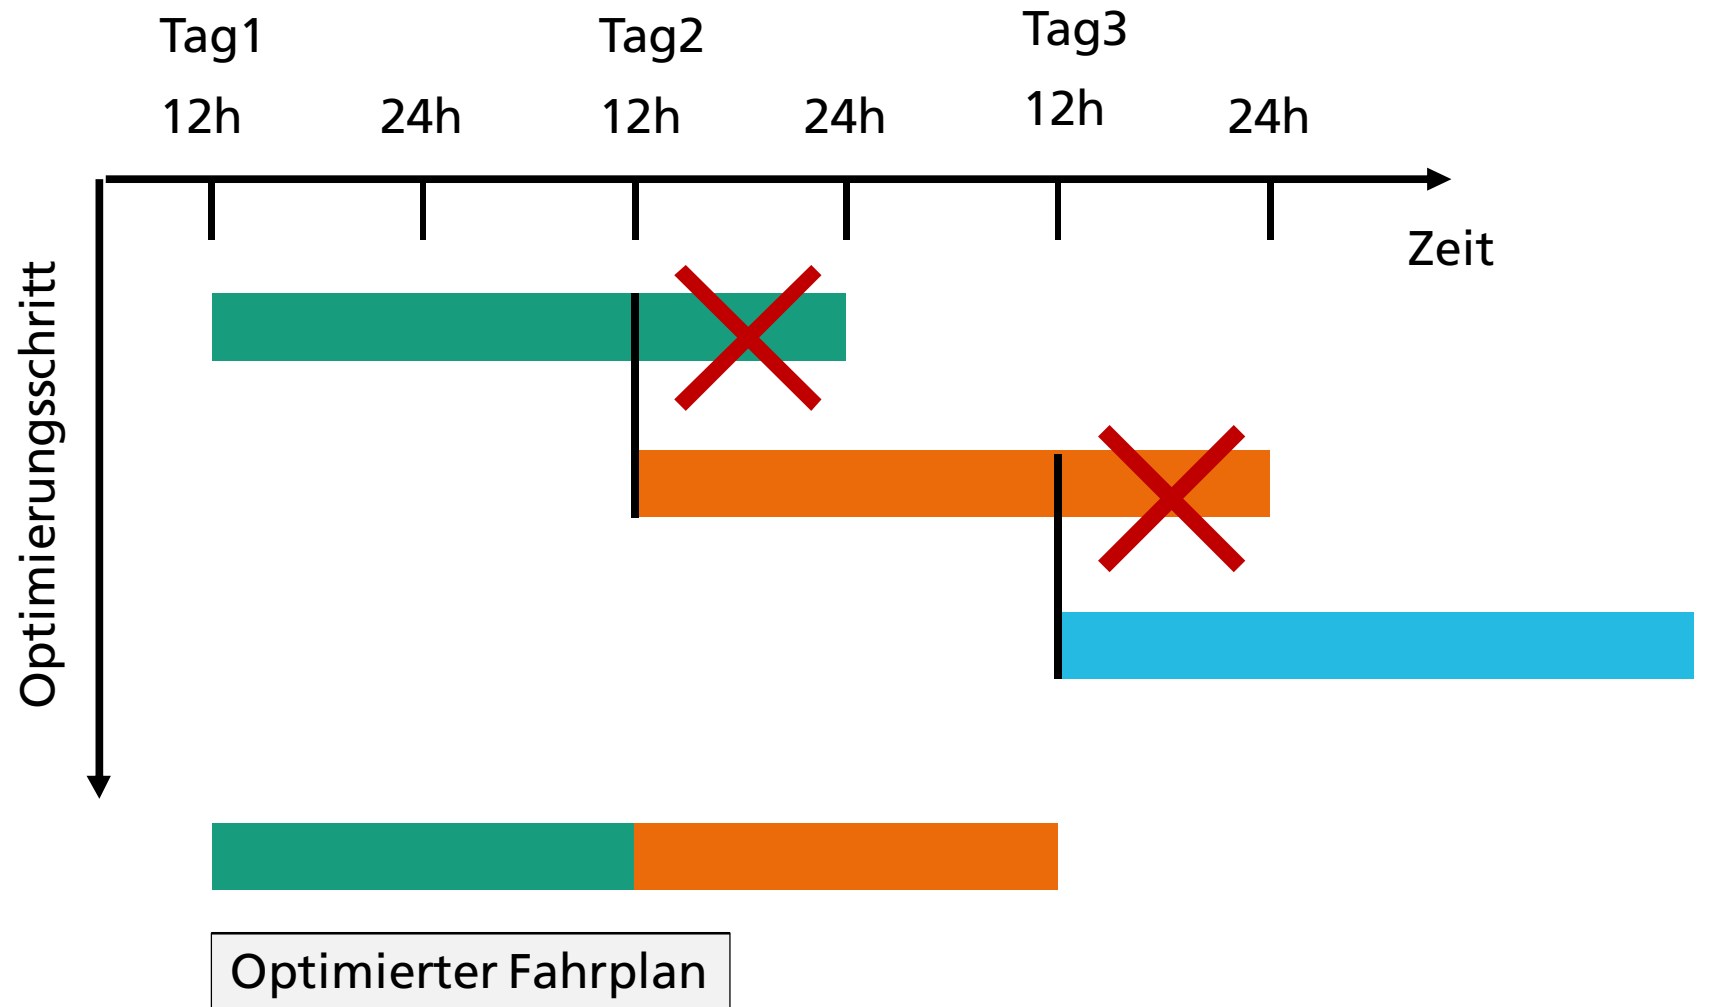 Tag1 Tag2 Tag3
12h 24h 12h 24h 12h 24h
Zeit
Optimierungsschritt
Optimierter Fahrplan